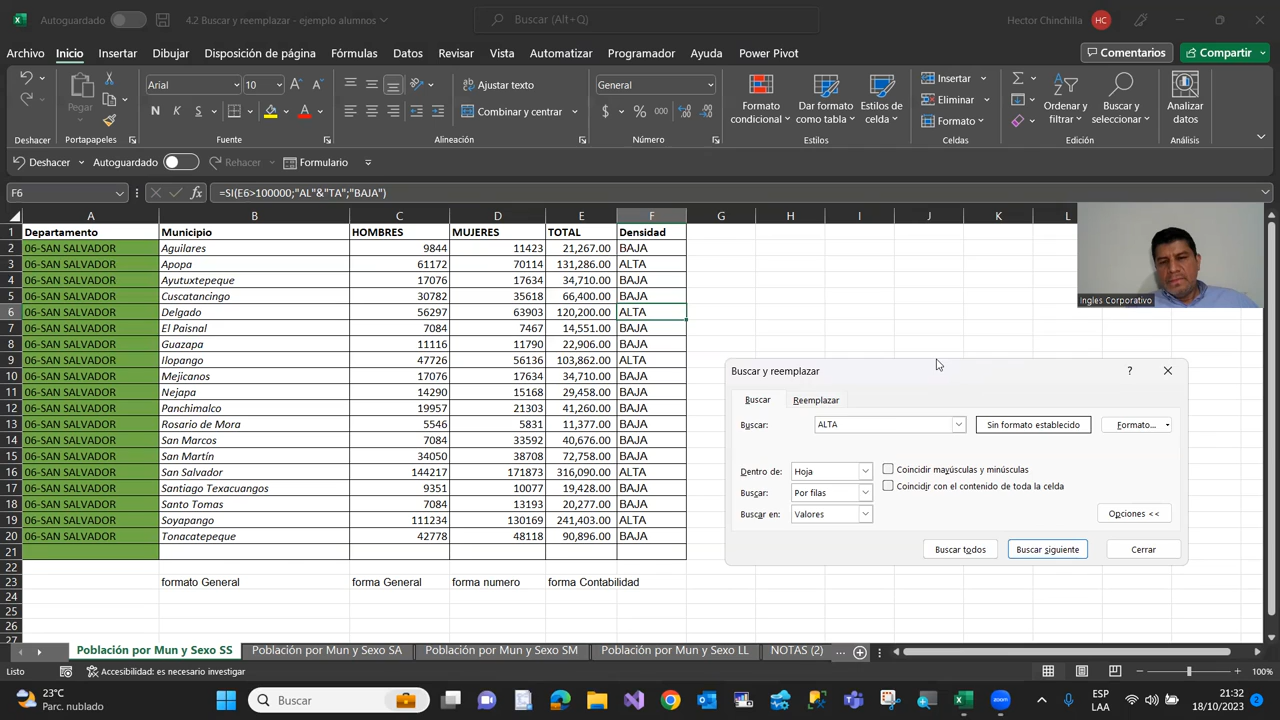 Autoguardado
4.2 Buscar y reemplazar - ejemplo alumnos
Buscar (Alt+Q)
Hector Chinchilla
HC
Archivo Inicio Insertar Dibujar Disposición de página Fórmulas Datos Revisar Vista Automatizar Programador Ayuda Power Pivot
Comentarios
Compartir
Pegar
Arial
10
N K S
Ajustar texto
Combinar y centrar
General
$ % 000
Formato condicional
Dar formato como tabla
Estilos de celda
Insertar
Eliminar
Formato
Ordenar y filtrar
Buscar y seleccionar
Analizar datos
Deshacer Portapapeles Fuente Alineación Número Estilos Celdas Edición Análisis
Deshacer Autoguardado Rehacer Formulario
F6
fx
=SI(E6>100000;"AL"&"TA";"BAJA")
A B C D E F G H I J K L
1 Departamento Municipio HOMBRES MUJERES TOTAL Densidad
2 06-SAN SALVADOR Aguilares 9844 11423 21,267.00 BAJA
3 06-SAN SALVADOR Apopa 61172 70114 131,286.00 ALTA
4 06-SAN SALVADOR Ayutuxtepeque 17076 17634 34,710.00 BAJA
5 06-SAN SALVADOR Cuscatancingo 30782 35618 66,400.00 BAJA
6 06-SAN SALVADOR Delgado 56297 63903 120,200.00 ALTA
7 06-SAN SALVADOR El Paisnal 7084 7467 14,551.00 BAJA
8 06-SAN SALVADOR Guazapa 11116 11790 22,906.00 BAJA
9 06-SAN SALVADOR Ilopango 47726 56136 103,862.00 ALTA
10 06-SAN SALVADOR Mejicanos 17076 17634 34,710.00 BAJA
11 06-SAN SALVADOR Nejapa 14290 15168 29,458.00 BAJA
12 06-SAN SALVADOR Panchimalco 19957 21303 41,260.00 BAJA
13 06-SAN SALVADOR Rosario de Mora 5546 5831 11,377.00 BAJA
14 06-SAN SALVADOR San Marcos 7084 33592 40,676.00 BAJA
15 06-SAN SALVADOR San Martín 34050 38708 72,758.00 BAJA
16 06-SAN SALVADOR San Salvador 144217 171873 316,090.00 ALTA
17 06-SAN SALVADOR Santiago Texacuangos 9351 10077 19,428.00 BAJA
18 06-SAN SALVADOR Santo Tomas 7084 13193 20,277.00 BAJA
19 06-SAN SALVADOR Soyapango 111234 130169 241,403.00 ALTA
20 06-SAN SALVADOR Tonacatepeque 42778 48118 90,896.00 BAJA
21
22
23 formato General forma General forma numero forma Contabilidad
24
25
26
27
Ingles Corporativo
Buscar y reemplazar
?
Buscar Reemplazar
Buscar: ALTA Sin formato establecido Formato...
Dentro de: Hoja Coincidir mayúsculas y minúsculas
Buscar: Por filas Coincidir con el contenido de toda la celda
Buscar en: Valores Opciones <<
Buscar todos Buscar siguiente Cerrar
Población por Mun y Sexo SS Población por Mun y Sexo SA Población por Mun y Sexo SM Población por Mun y Sexo LL NOTAS (2) ...
Listo Accesibilidad: es necesario investigar 100%
23°C
Parc. nublado
Buscar
ESP
LAA
21:32
18/10/2023
2